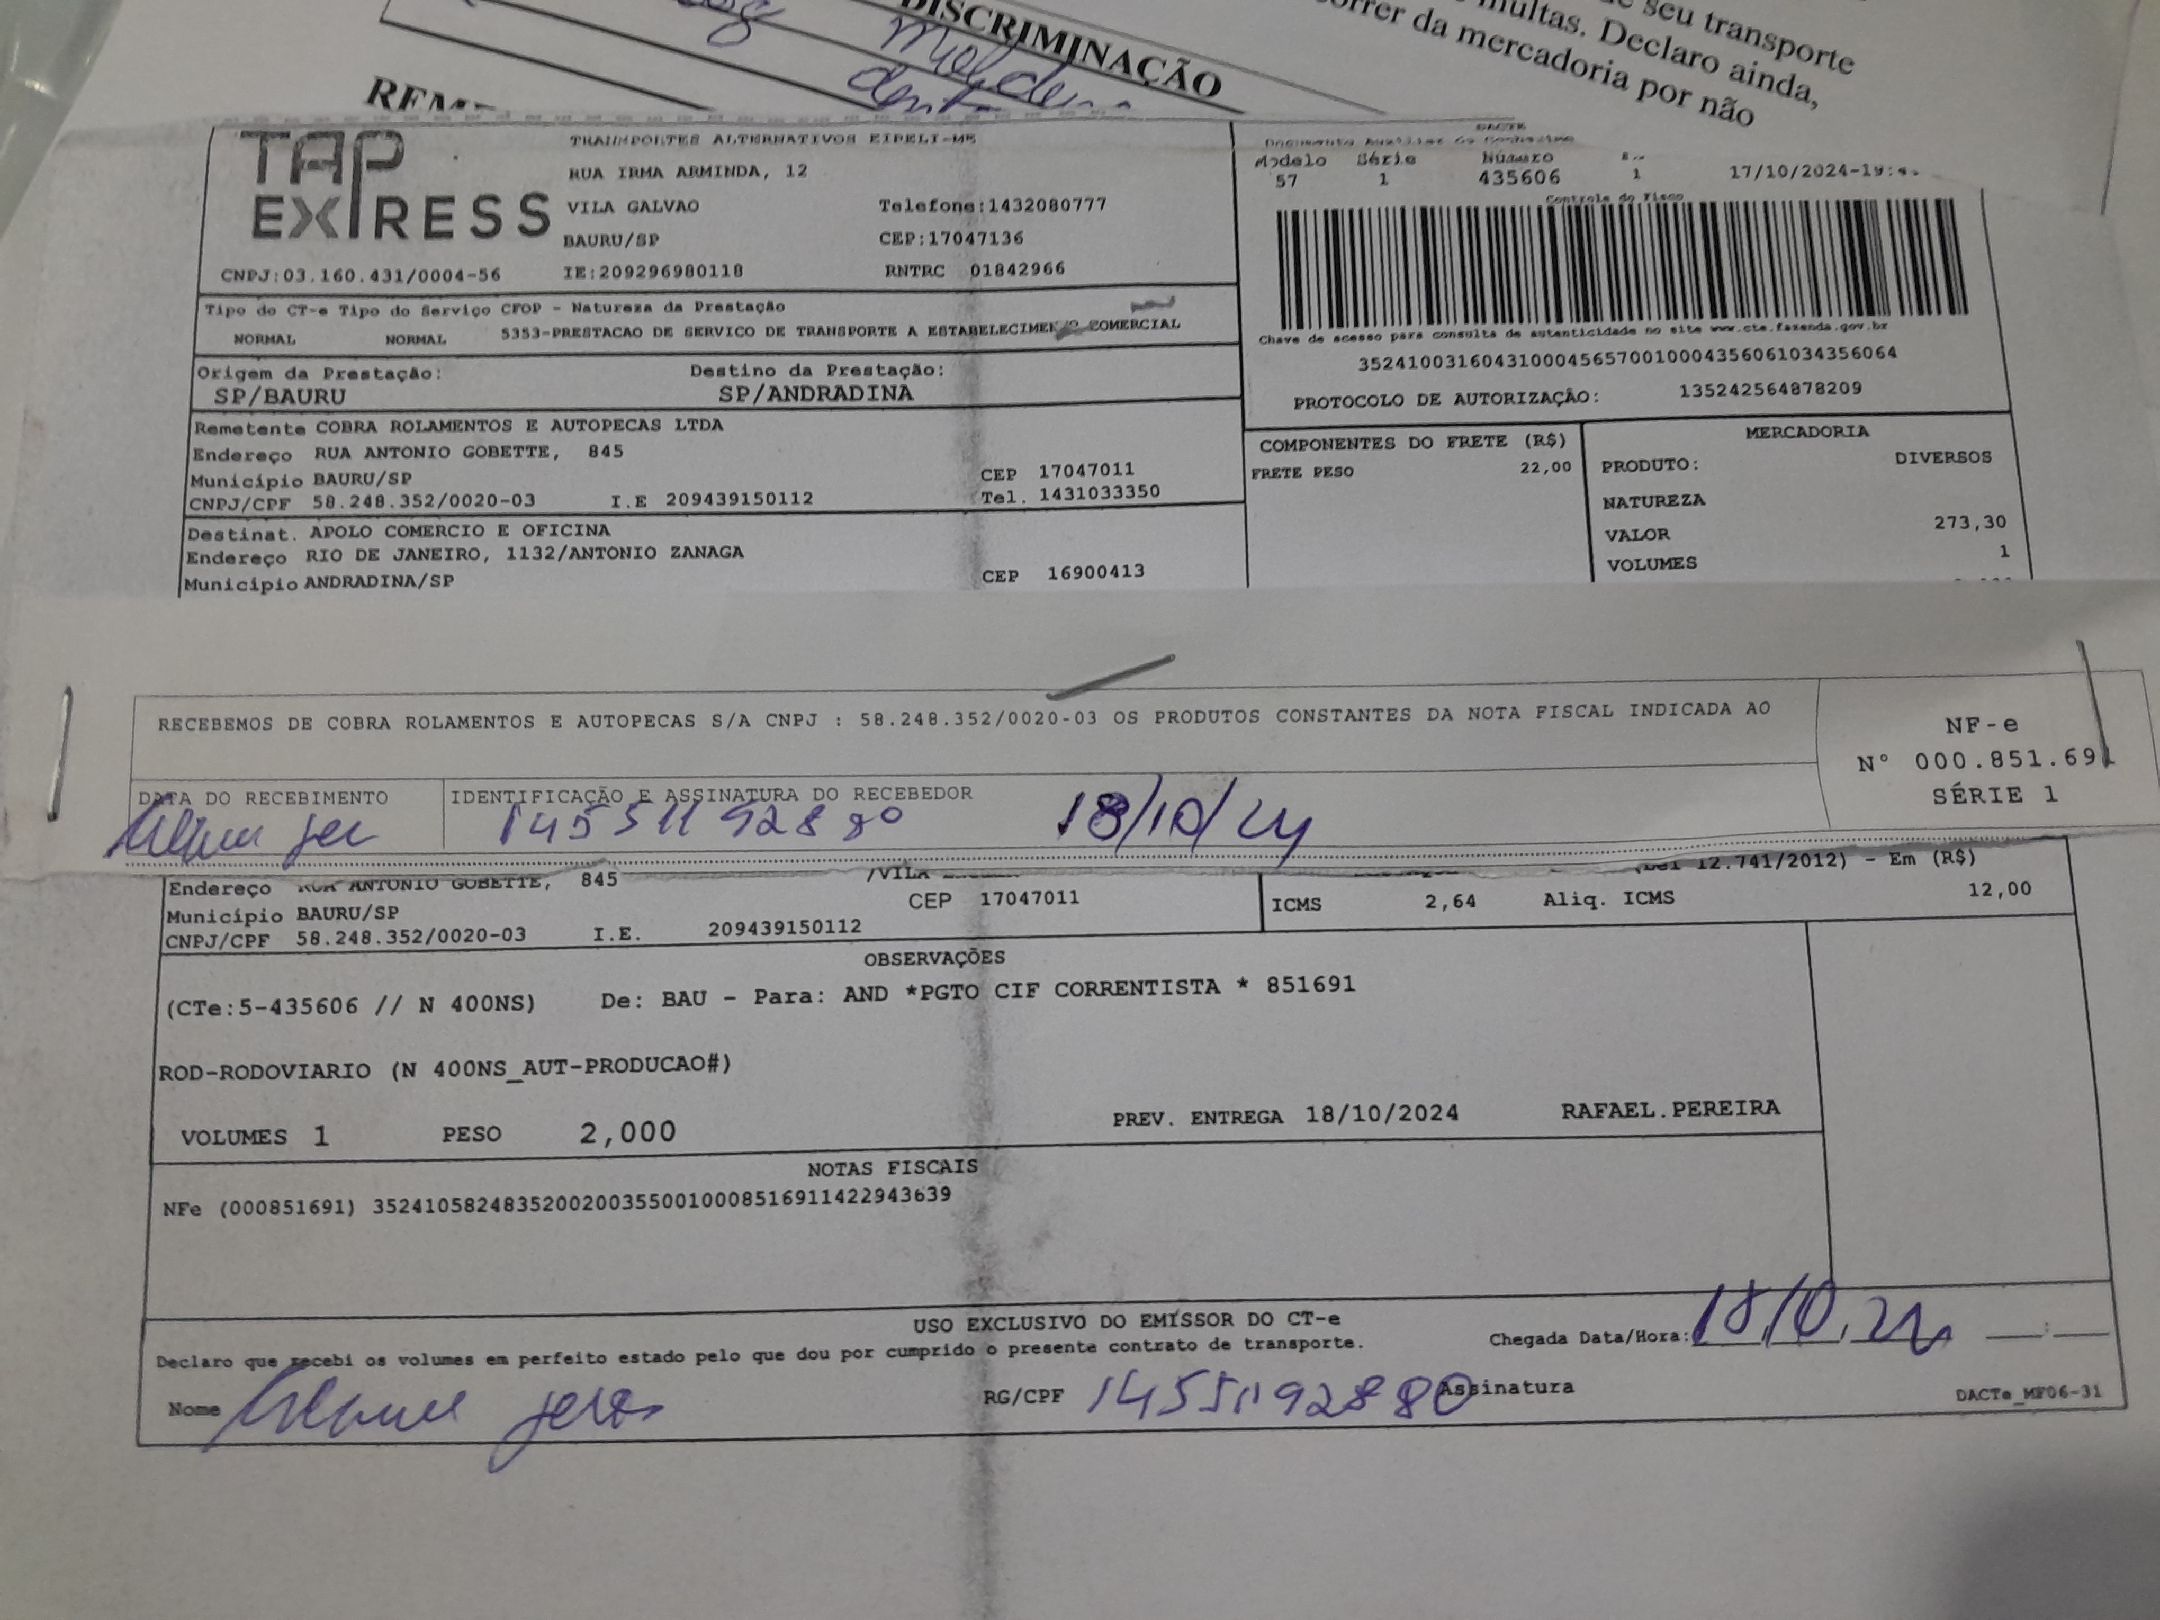 DISCRIMINAÇÃO
seu transporte
multas. Declaro ainda,
correr da mercadoria por não
TAP
EXPRESS
TRANSPORTES ALTERNATIVOS EIRELI-ME
RUA IRMA ARMINDA, 12
VILA GALVAO Telefone:1432080777
BAURU/SP CEP:17047136
CNPJ:03.160.431/0004-56 IE:209296980118 RNTRC 01842966
DACTE
Documento Auxiliar do Conhecimento
Modelo Série Número
57 1 435606 1 17/10/2024-19:
Controle do Fisco
Chave de acesso para consulta de autenticidade no site www.cte.fazenda.gov.br
35241003160431000456570010004356061034356064
PROTOCOLO DE AUTORIZAÇÃO: 135242564878209
Tipo do CT-e Tipo do Serviço CFOP - Natureza da Prestação
NORMAL NORMAL 5353-PRESTACAO DE SERVICO DE TRANSPORTE A ESTABELECIMENTO COMERCIAL
Origem da Prestação: Destino da Prestação:
SP/BAURU SP/ANDRADINA
Remetente COBRA ROLAMENTOS E AUTOPECAS LTDA
Endereço RUA ANTONIO GOBETTE, 845
Município BAURU/SP CEP 17047011
CNPJ/CPF 58.248.352/0020-03 I.E 209439150112 Tel. 1431033350
Destinat. APOLO COMERCIO E OFICINA
Endereço RIO DE JANEIRO, 1132/ANTONIO ZANAGA
Município ANDRADINA/SP CEP 16900413
COMPONENTES DO FRETE (R$)
FRETE PESO 22,00
MERCADORIA
PRODUTO: DIVERSOS
NATUREZA
VALOR 273,30
VOLUMES 1
RECEBEMOS DE COBRA ROLAMENTOS E AUTOPECAS S/A CNPJ : 58.248.352/0020-03 OS PRODUTOS CONSTANTES DA NOTA FISCAL INDICADA AO
NF-e
N° 000.851.691
SÉRIE 1
DATA DO RECEBIMENTO IDENTIFICAÇÃO E ASSINATURA DO RECEBEDOR
14551192880 18/10/24
Endereço RUA ANTONIO GOBETTE, 845 /VILA
Município BAURU/SP CEP 17047011
CNPJ/CPF 58.248.352/0020-03 I.E. 209439150112
(Lei 12.741/2012) - Em (R$)
ICMS 2,64 Aliq. ICMS 12,00
OBSERVAÇÕES
(CTe:5-435606 // N 400NS) De: BAU - Para: AND *PGTO CIF CORRENTISTA * 851691
ROD-RODOVIARIO (N 400NS_AUT-PRODUCAO#)
VOLUMES 1 PESO 2,000 PREV. ENTREGA 18/10/2024 RAFAEL.PEREIRA
NOTAS FISCAIS
NFe (000851691) 35241058248352002003550010008516911422943639
USO EXCLUSIVO DO EMISSOR DO CT-e
Declaro que recebi os volumes em perfeito estado pelo que dou por cumprido o presente contrato de transporte. Chegada Data/Hora: 18/10/24 :
Nome RG/CPF 14551192880 Assinatura DACTe_MF06-31